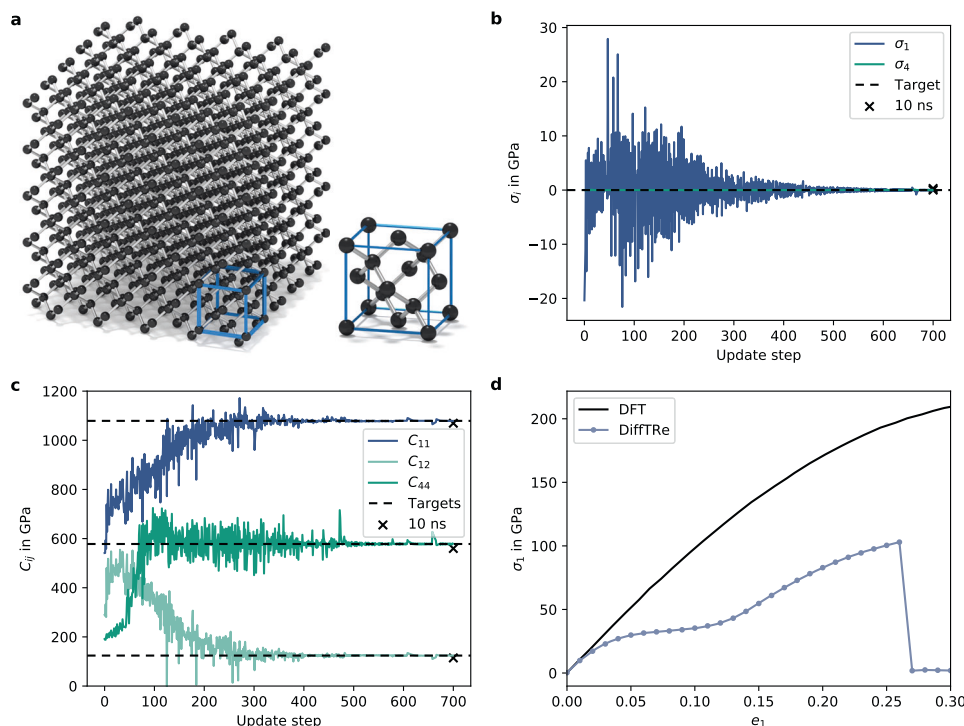 a
b
30
20
10
0
−10
−20
σᵢ in GPa
0 100 200 300 400 500 600 700
Update step
σ₁
σ₄
Target
10 ns
c
1200
1000
800
600
400
200
0
Cᵢⱼ in GPa
0 100 200 300 400 500 600 700
Update step
C₁₁
C₁₂
C₄₄
Targets
10 ns
d
200
150
100
50
0
σ₁ in GPa
0.00 0.05 0.10 0.15 0.20 0.25 0.30
e₁
DFT
DiffTRe